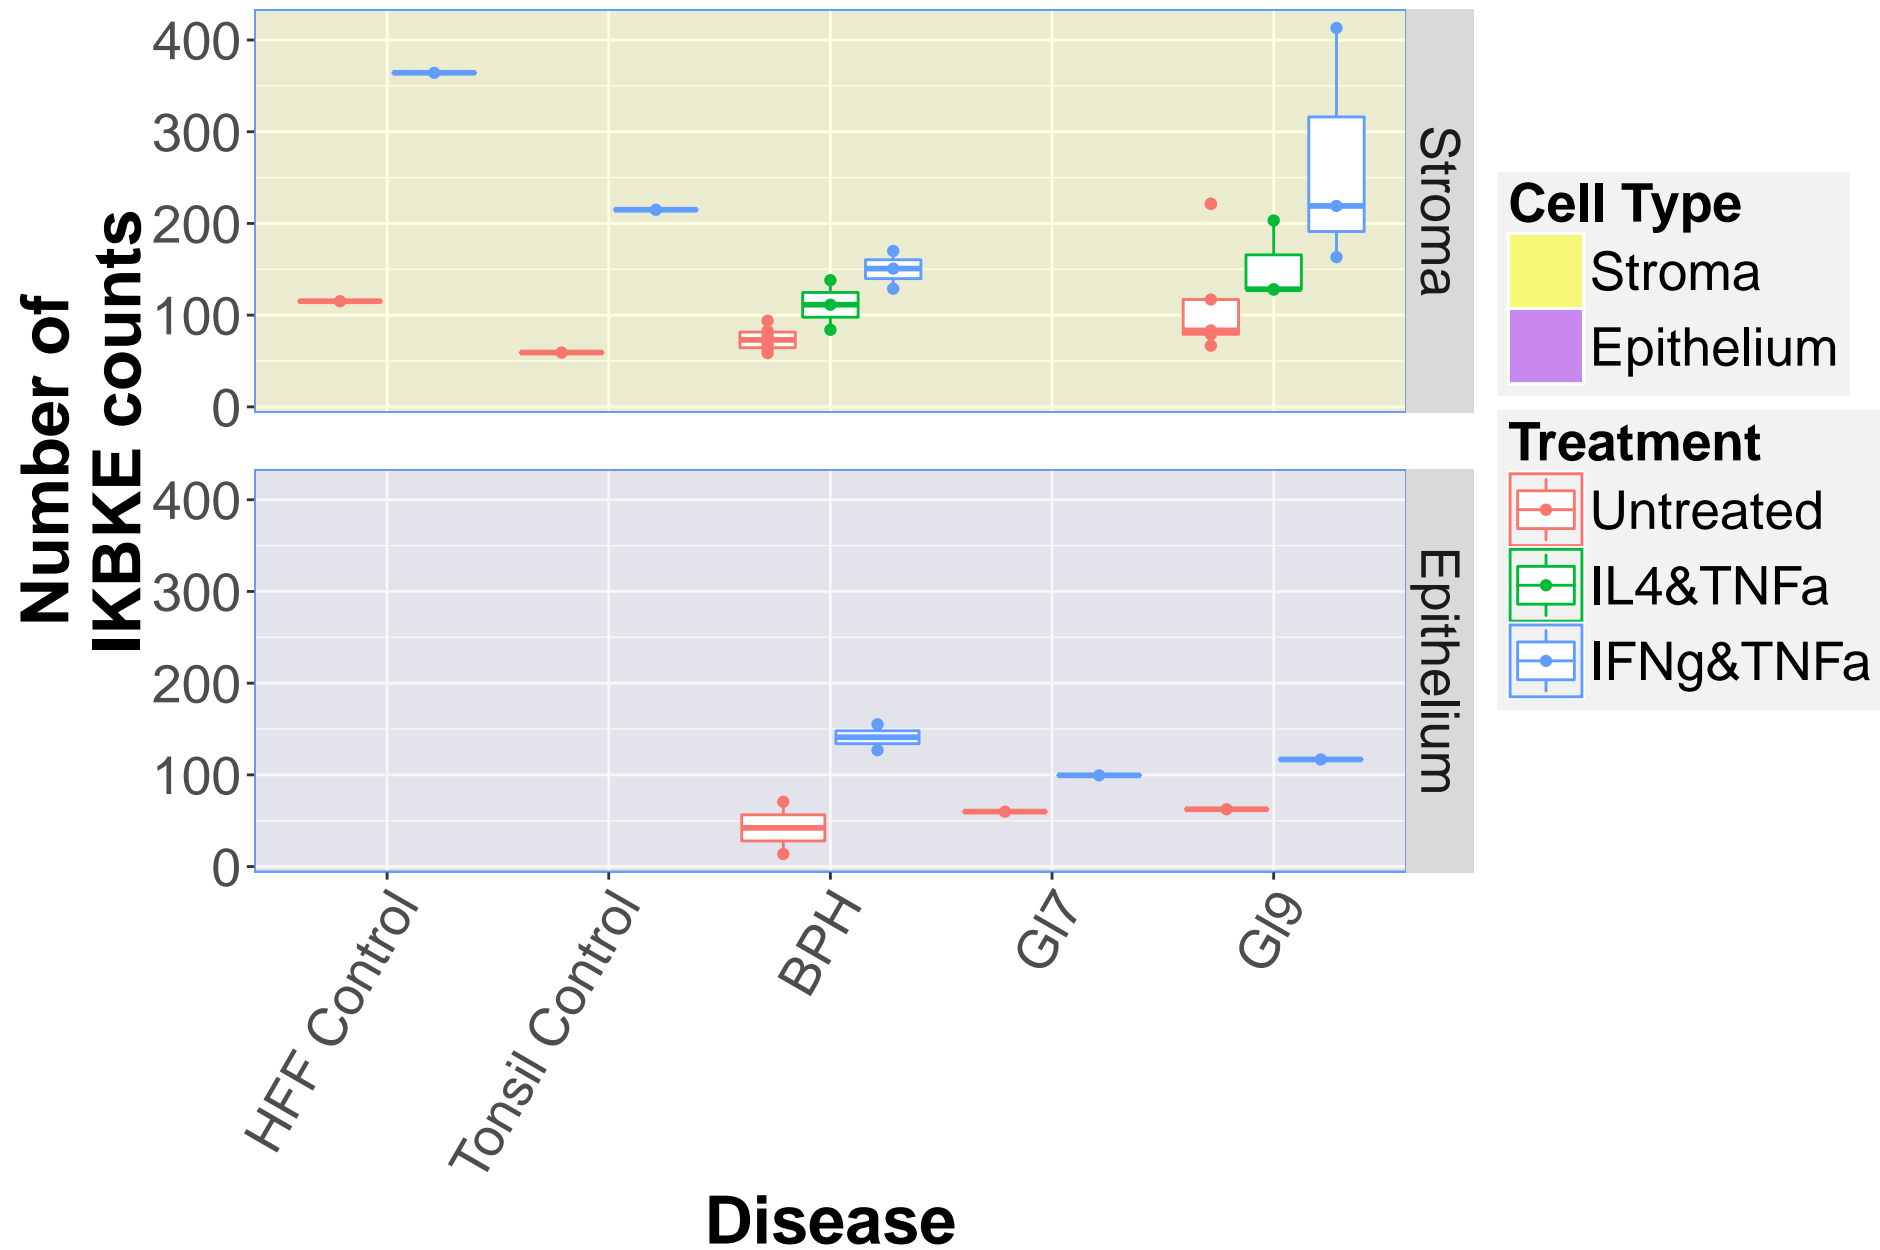 Number of
IKBKE counts
400
300
200
100
0
Stroma
400
300
200
100
0
Epithelium
HFF Control
Tonsil Control
BPH
Gl7
Gl9
Disease
Cell Type
Stroma
Epithelium
Treatment
Untreated
IL4&TNFa
IFNg&TNFa